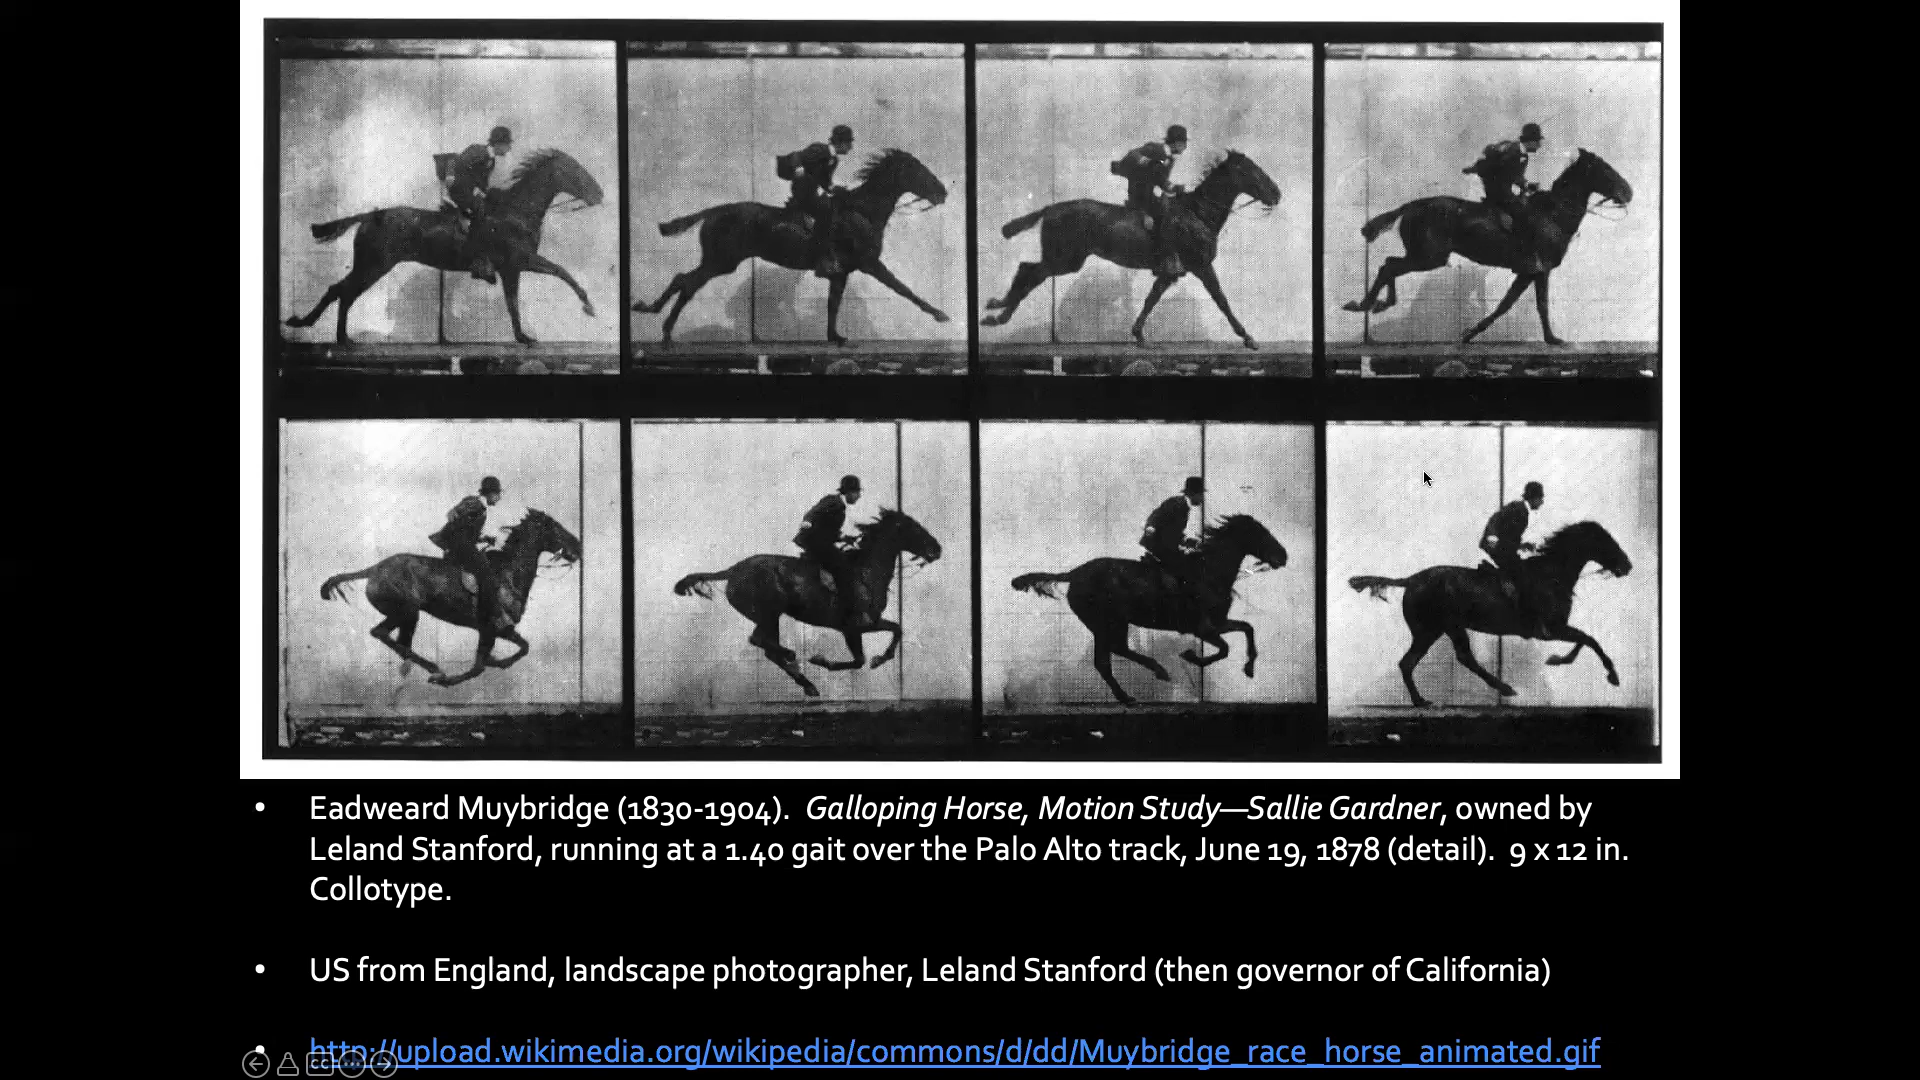 • Eadweard Muybridge (1830-1904).  Galloping Horse, Motion Study—Sallie Gardner, owned by
Leland Stanford, running at a 1.40 gait over the Palo Alto track, June 19, 1878 (detail).  9 x 12 in.
Collotype.
• US from England, landscape photographer, Leland Stanford (then governor of California)
• http://upload.wikimedia.org/wikipedia/commons/d/dd/Muybridge_race_horse_animated.gif
CC